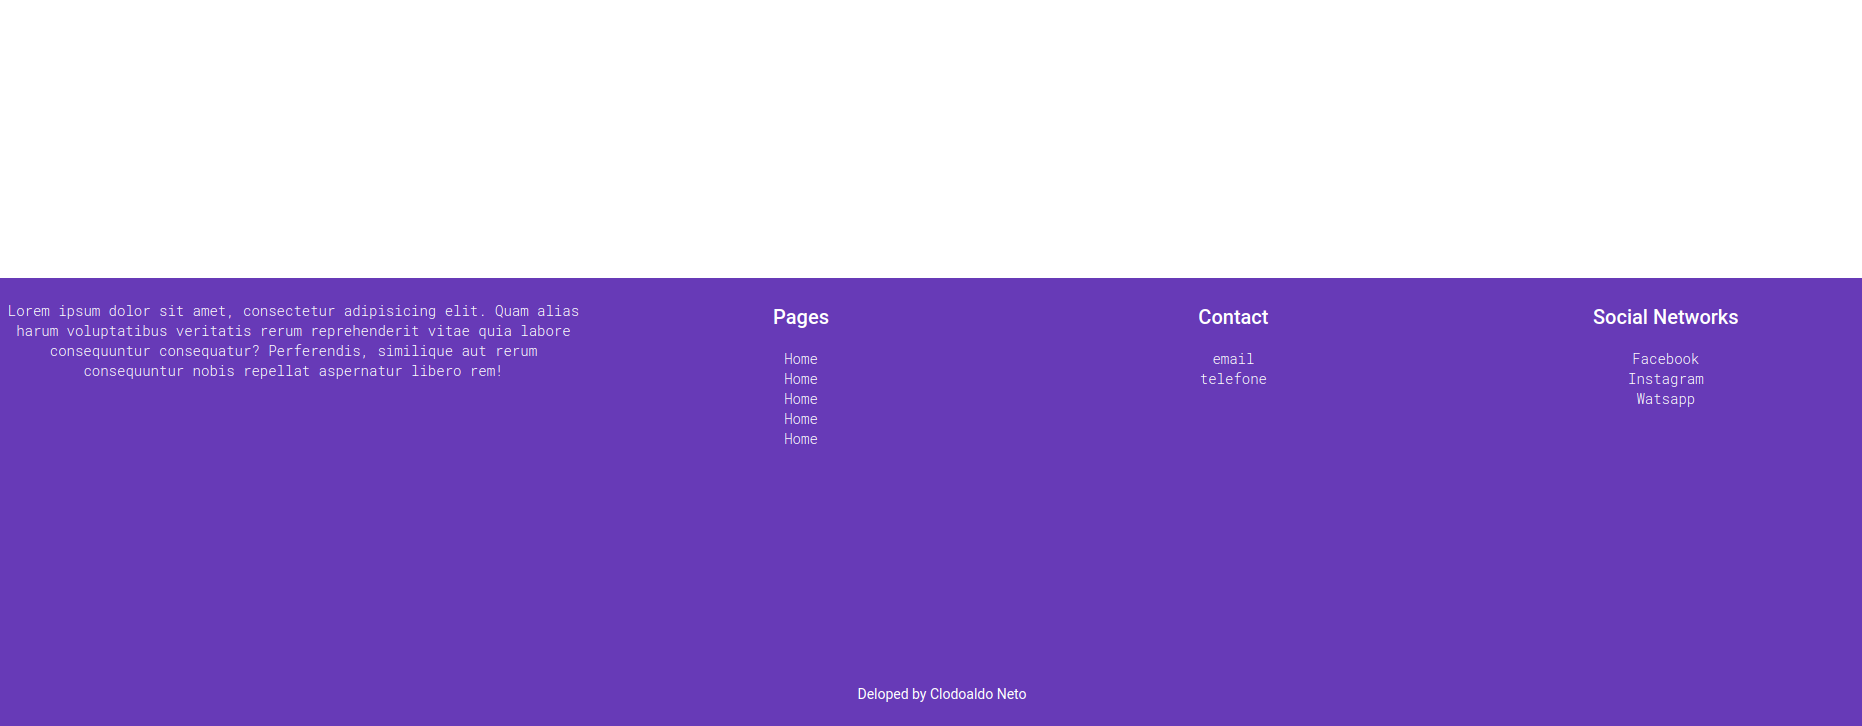 Lorem ipsum dolor sit amet, consectetur adipisicing elit. Quam alias
harum voluptatibus veritatis rerum reprehenderit vitae quia labore
consequuntur consequatur? Perferendis, similique aut rerum
consequuntur nobis repellat aspernatur libero rem!
Pages
Home
Home
Home
Home
Home
Contact
email
telefone
Social Networks
Facebook
Instagram
Watsapp
Deloped by Clodoaldo Neto